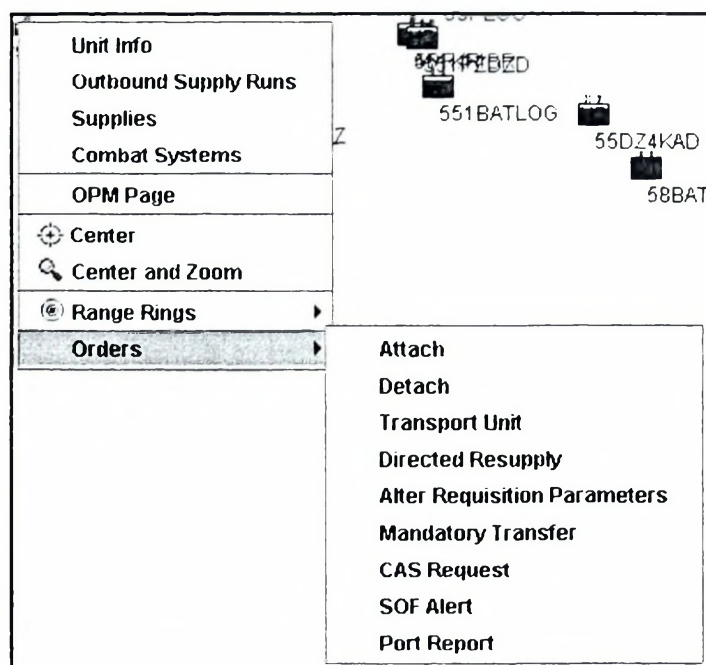 Unit Info
Outbound Supply Runs
Supplies
Combat Systems
OPM Page
Center
Center and Zoom
Range Rings
Orders
Attach
Detach
Transport Unit
Directed Resupply
Alter Requisition Parameters
Mandatory Transfer
CAS Request
SOF Alert
Port Report
551BATLOG
55DZ4KAD
58BAT
Z